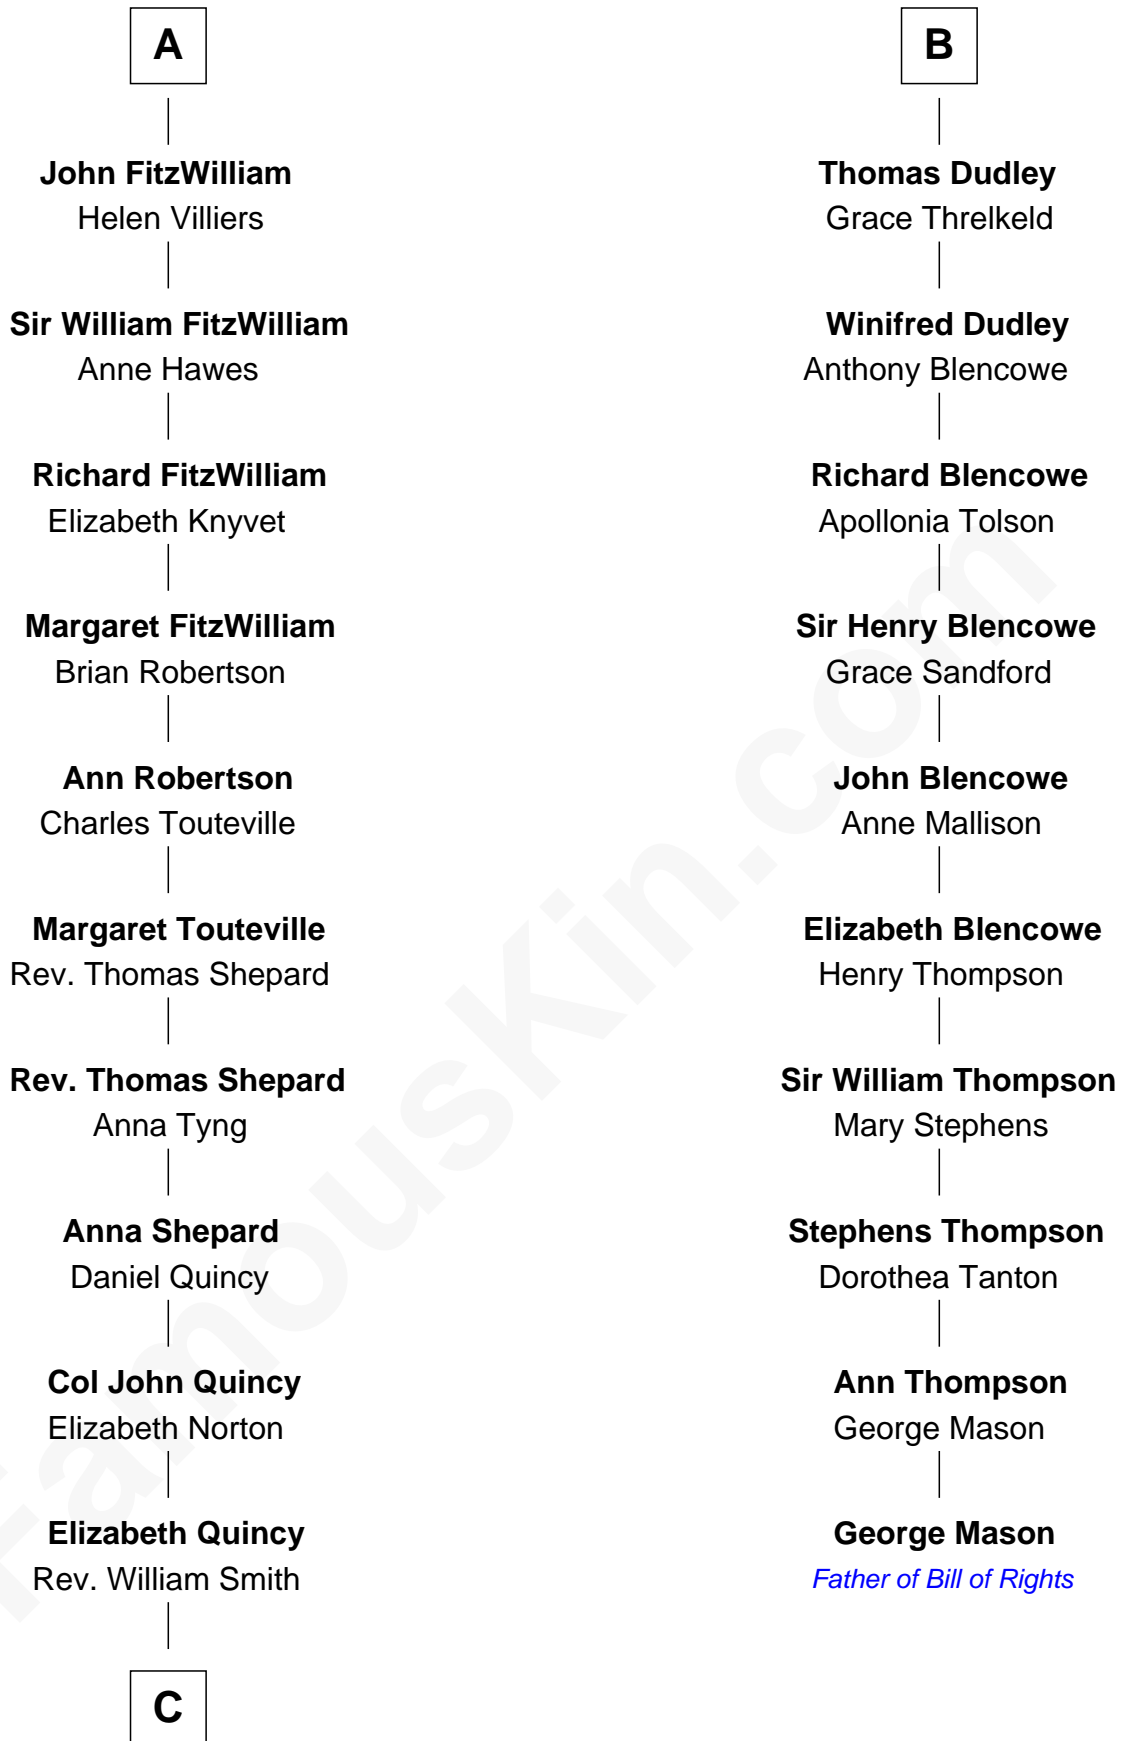 A
John FitzWilliam
Helen Villiers
Sir William FitzWilliam
Anne Hawes
Richard FitzWilliam
Elizabeth Knyvet
Margaret FitzWilliam
Brian Robertson
Ann Robertson
Charles Touteville
Margaret Touteville
Rev. Thomas Shepard
Rev. Thomas Shepard
Anna Tyng
Anna Shepard
Daniel Quincy
Col John Quincy
Elizabeth Norton
Elizabeth Quincy
Rev. William Smith
C
B
Thomas Dudley
Grace Threlkeld
Winifred Dudley
Anthony Blencowe
Richard Blencowe
Apollonia Tolson
Sir Henry Blencowe
Grace Sandford
John Blencowe
Anne Mallison
Elizabeth Blencowe
Henry Thompson
Sir William Thompson
Mary Stephens
Stephens Thompson
Dorothea Tanton
Ann Thompson
George Mason
George Mason
Father of Bill of Rights
FamousKin.com